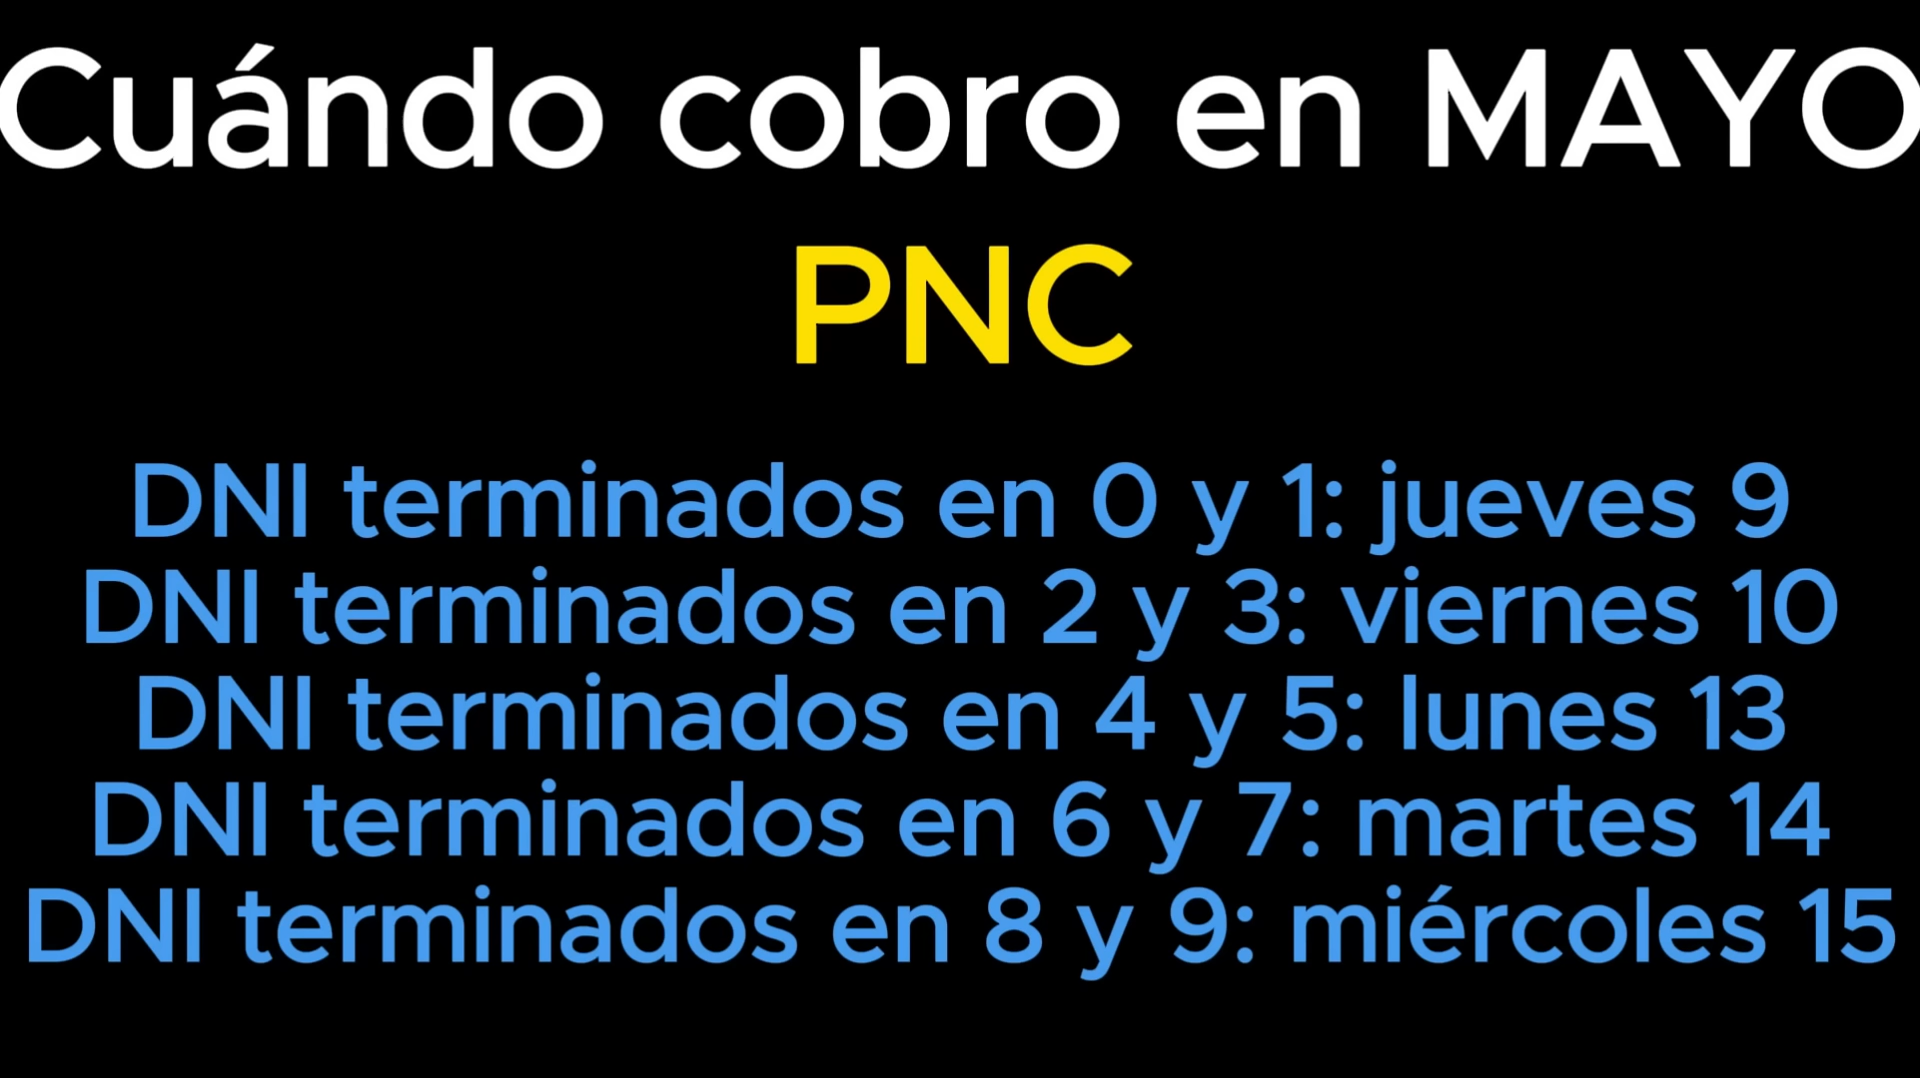 Cuándo cobro en MAYO
PNC
DNI terminados en 0 y 1: jueves 9
DNI terminados en 2 y 3: viernes 10
DNI terminados en 4 y 5: lunes 13
DNI terminados en 6 y 7: martes 14
DNI terminados en 8 y 9: miércoles 15